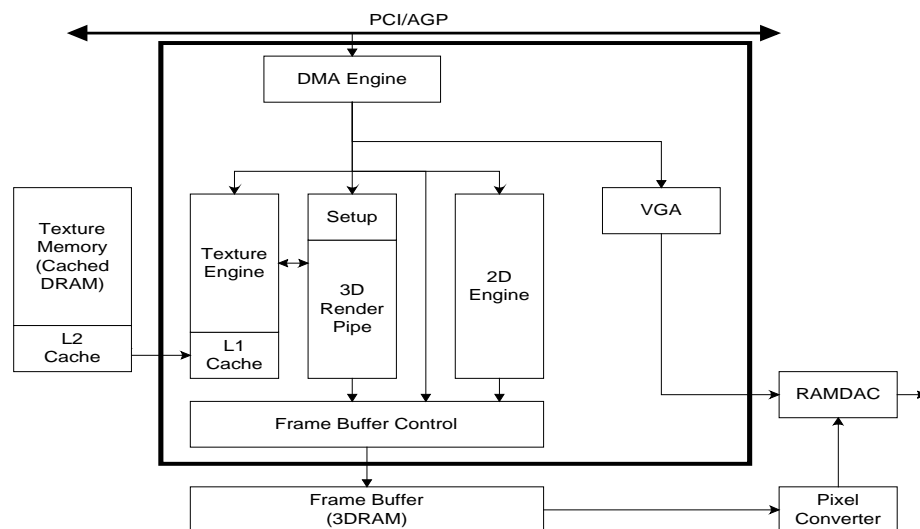 PCI/AGP
DMA Engine
Texture
Memory
(Cached
DRAM)
L2
Cache
Texture
Engine
L1
Cache
Setup
3D
Render
Pipe
2D
Engine
VGA
Frame Buffer Control
RAMDAC
Frame Buffer
(3DRAM)
Pixel
Converter